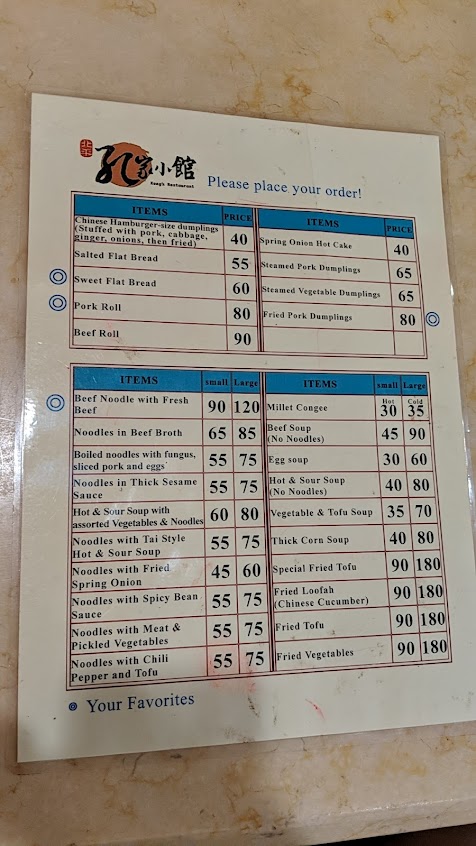 北平
孔家小館
Kong's Restaurant
Please place your order!
ITEMS PRICE
Chinese Hamburger-size dumplings
(Stuffed with pork, cabbage,
ginger, onions, then fried) 40
Salted Flat Bread 55
Sweet Flat Bread 60
Pork Roll 80
Beef Roll 90
ITEMS PRICE
Spring Onion Hot Cake 40
Steamed Pork Dumplings 65
Steamed Vegetable Dumplings 65
Fried Pork Dumplings 80
ITEMS small Large
Beef Noodle with Fresh
Beef 90 120
Noodles in Beef Broth 65 85
Boiled noodles with fungus,
sliced pork and eggs 55 75
Noodles in Thick Sesame
Sauce 55 75
Hot & Sour Soup with
assorted Vegetables & Noodles 60 80
Noodles with Tai Style
Hot & Sour Soup 55 75
Noodles with Fried
Spring Onion 45 60
Noodles with Spicy Bean
Sauce 55 75
Noodles with Meat &
Pickled Vegetables 55 75
Noodles with Chili
Pepper and Tofu 55 75
ITEMS small Large
Hot Cold
Millet Congee 30 35
Beef Soup
(No Noodles) 45 90
Egg soup 30 60
Hot & Sour Soup
(No Noodles) 40 80
Vegetable & Tofu Soup 35 70
Thick Corn Soup 40 80
Special Fried Tofu 90 180
Fried Loofah
(Chinese Cucumber) 90 180
Fried Tofu 90 180
Fried Vegetables 90 180
Your Favorites